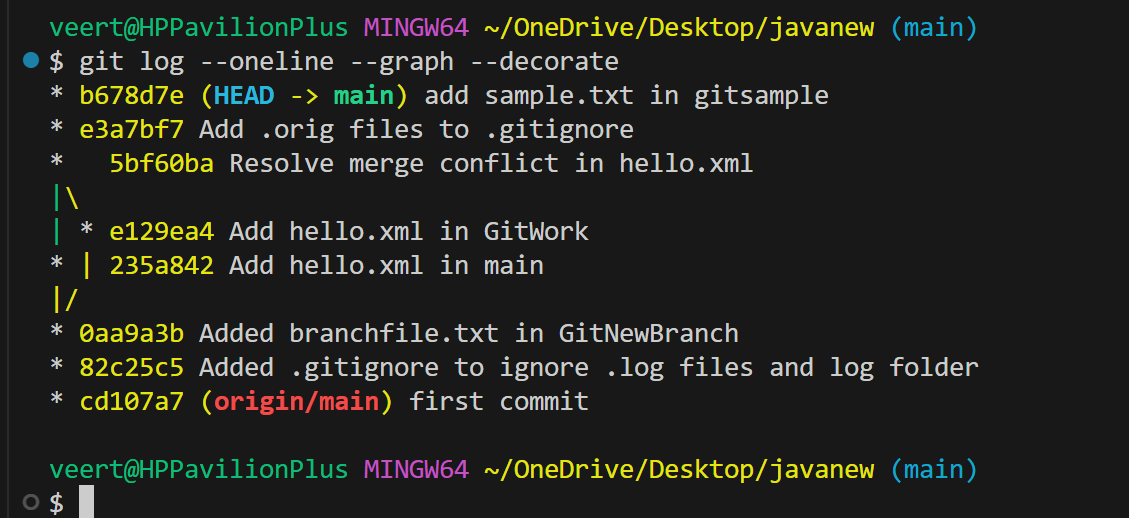 veert@HPPavilionPlus MINGW64 ~/OneDrive/Desktop/javanew (main)
$ git log --oneline --graph --decorate
* b678d7e (HEAD -> main) add sample.txt in gitsample
* e3a7bf7 Add .orig files to .gitignore
*   5bf60ba Resolve merge conflict in hello.xml
|\
| * e129ea4 Add hello.xml in GitWork
* | 235a842 Add hello.xml in main
|/
* 0aa9a3b Added branchfile.txt in GitNewBranch
* 82c25c5 Added .gitignore to ignore .log files and log folder
* cd107a7 (origin/main) first commit
veert@HPPavilionPlus MINGW64 ~/OneDrive/Desktop/javanew (main)
$